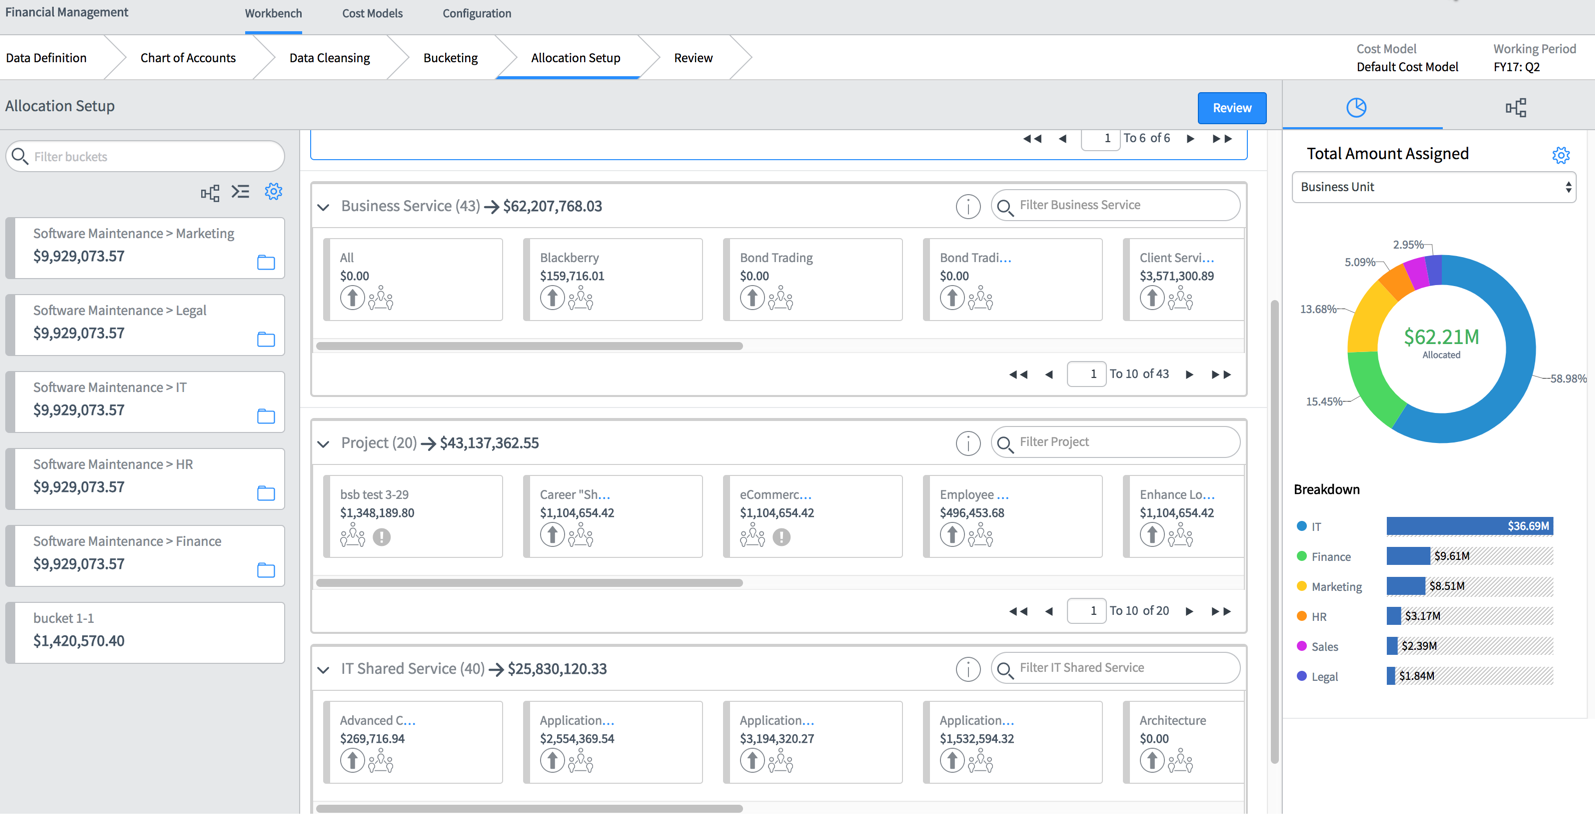 Financial Management
Workbench
Cost Models
Configuration
Data Definition
Chart of Accounts
Data Cleansing
Bucketing
Allocation Setup
Review
Cost Model
Default Cost Model
Working Period
FY17: Q2
Allocation Setup
Review
Filter buckets
Software Maintenance > Marketing
$9,929,073.57
Software Maintenance > Legal
$9,929,073.57
Software Maintenance > IT
$9,929,073.57
Software Maintenance > HR
$9,929,073.57
Software Maintenance > Finance
$9,929,073.57
bucket 1-1
$1,420,570.40
1 To 6 of 6
Business Service (43) → $62,207,768.03
Filter Business Service
All
$0.00
Blackberry
$159,716.01
Bond Trading
$0.00
Bond Tradi...
$0.00
Client Servi...
$3,571,300.89
1 To 10 of 43
Project (20) → $43,137,362.55
Filter Project
bsb test 3-29
$1,348,189.80
Career "Sh...
$1,104,654.42
eCommerc...
$1,104,654.42
Employee ...
$496,453.68
Enhance Lo...
$1,104,654.42
1 To 10 of 20
IT Shared Service (40) → $25,830,120.33
Filter IT Shared Service
Advanced C...
$269,716.94
Application...
$2,554,369.54
Application...
$3,194,320.27
Application...
$1,532,594.32
Architecture
$0.00
Total Amount Assigned
Business Unit
2.95%
5.09%
13.68%
15.45%
58.98%
$62.21M
Allocated
Breakdown
IT $36.69M
Finance $9.61M
Marketing $8.51M
HR $3.17M
Sales $2.39M
Legal $1.84M